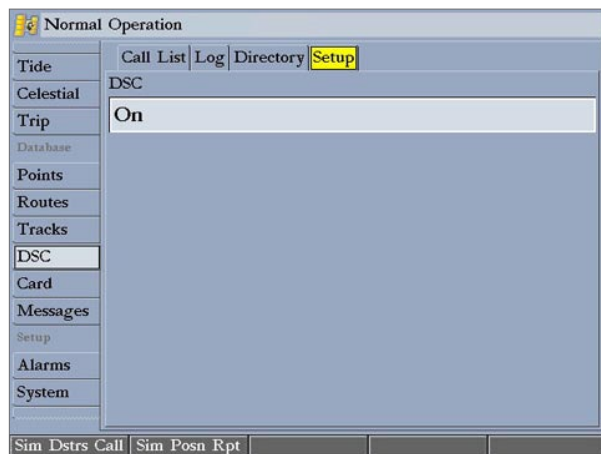 Normal Operation
Call List Log Directory Setup
Tide
Celestial
Trip
Database
Points
Routes
Tracks
DSC
Card
Messages
Setup
Alarms
System
DSC
On
Sim Dstrs Call Sim Posn Rpt